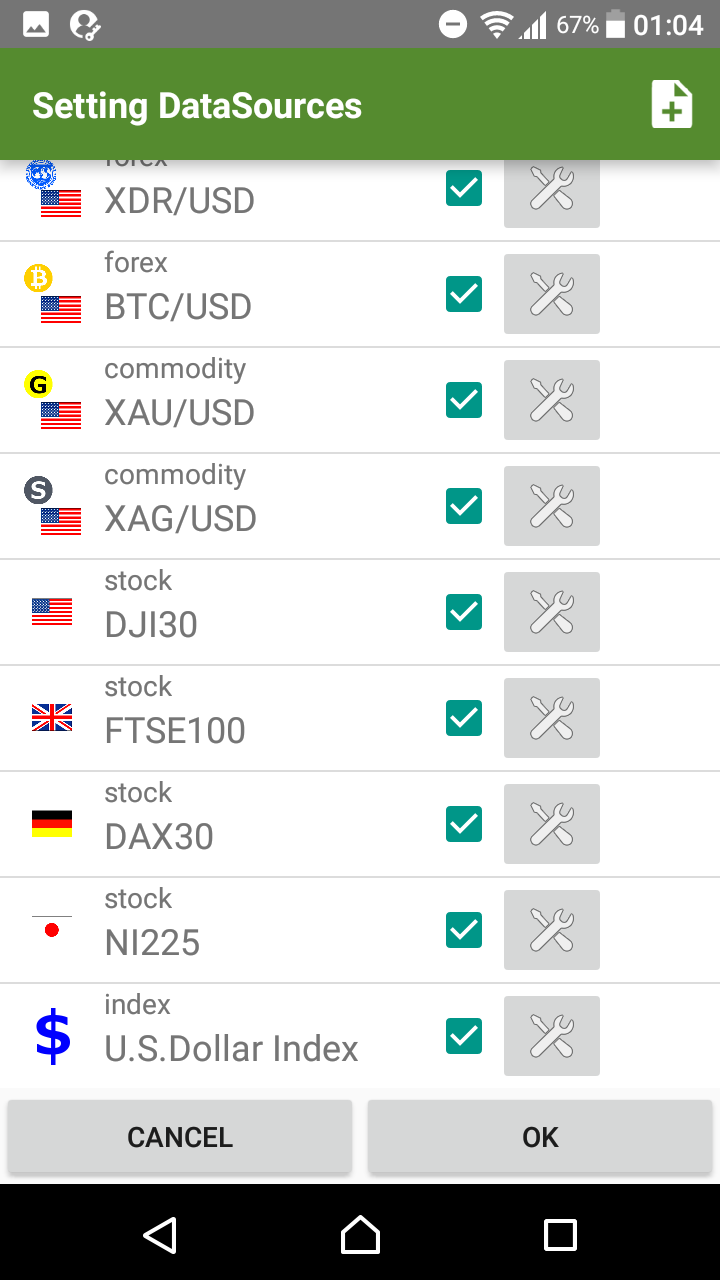 67% 01:04
Setting DataSources
forex
XDR/USD
forex
BTC/USD
commodity
G
XAU/USD
commodity
S
XAG/USD
stock
DJI30
stock
FTSE100
stock
DAX30
stock
NI225
index
$
U.S.Dollar Index
CANCEL OK